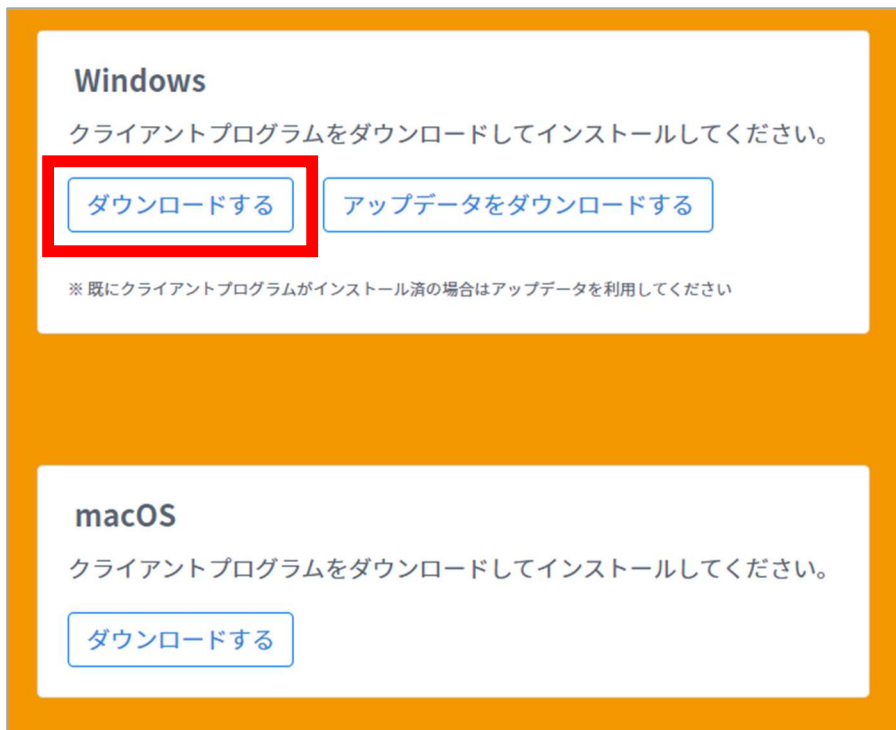 Windows
クライアントプログラムをダウンロードしてインストールしてください。
ダウンロードする
アップデータをダウンロードする
※ 既にクライアントプログラムがインストール済の場合はアップデータを利用してください
macOS
クライアントプログラムをダウンロードしてインストールしてください。
ダウンロードする